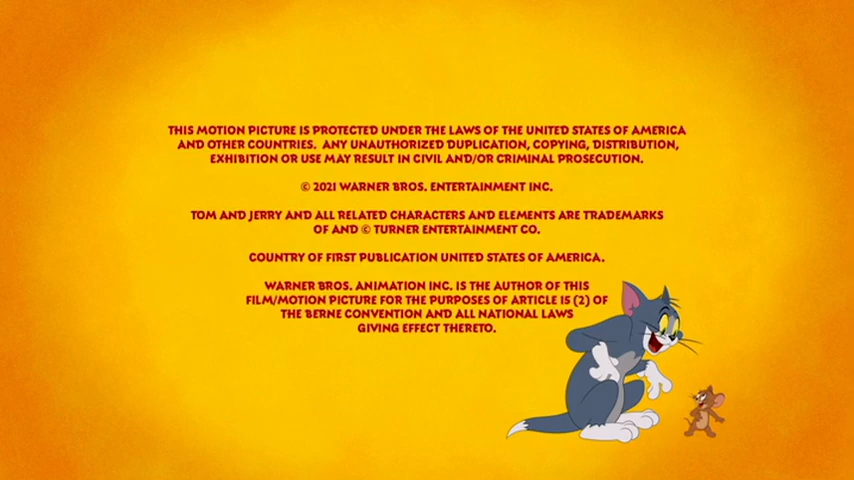 THIS MOTION PICTURE IS PROTECTED UNDER THE LAWS OF THE UNITED STATES OF AMERICA
AND OTHER COUNTRIES. ANY UNAUTHORIZED DUPLICATION, COPYING, DISTRIBUTION,
EXHIBITION OR USE MAY RESULT IN CIVIL AND/OR CRIMINAL PROSECUTION.
© 2021 WARNER BROS. ENTERTAINMENT INC.
TOM AND JERRY AND ALL RELATED CHARACTERS AND ELEMENTS ARE TRADEMARKS
OF AND © TURNER ENTERTAINMENT CO.
COUNTRY OF FIRST PUBLICATION UNITED STATES OF AMERICA.
WARNER BROS. ANIMATION INC. IS THE AUTHOR OF THIS
FILM/MOTION PICTURE FOR THE PURPOSES OF ARTICLE 15 (2) OF
THE BERNE CONVENTION AND ALL NATIONAL LAWS
GIVING EFFECT THERETO.